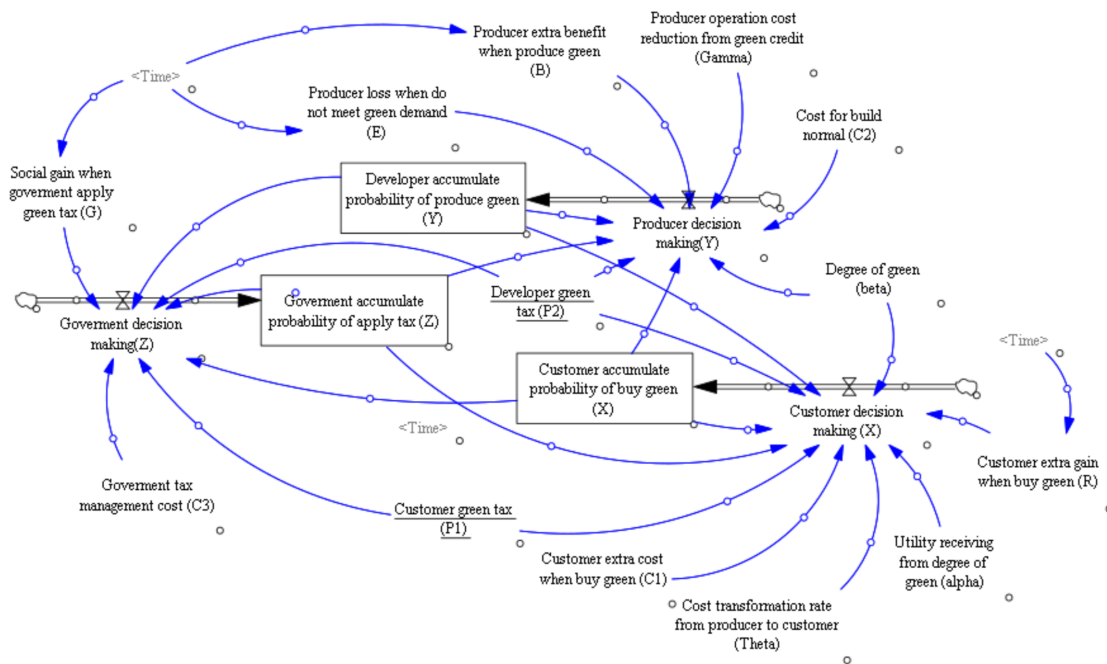 Producer extra benefit
when produce green
(B)
Producer operation cost
reduction from green credit
(Gamma)
<Time>
Producer loss when do
not meet green demand
(E)
Cost for build
normal (C2)
Social gain when
goverment apply
green tax (G)
Developer accumulate
probability of produce green
(Y)
Producer decision
making(Y)
Degree of green
(beta)
Goverment decision
making(Z)
Goverment accumulate
probability of apply tax (Z)
Developer green
tax (P2)
<Time>
Customer accumulate
probability of buy green
(X)
Customer decision
making (X)
<Time>
Customer extra gain
when buy green (R)
Goverment tax
management cost (C3)
Customer green tax
(P1)
Customer extra cost
when buy green (C1)
Utility receiving
from degree of
green (alpha)
Cost transformation rate
from producer to customer
(Theta)